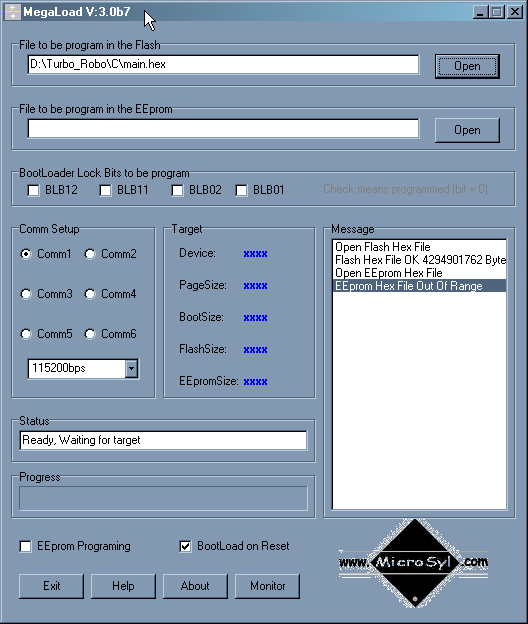 MegaLoad V:3.0b7
File to be program in the Flash
D:\Turbo_Robo\C\main.hex
Open
File to be program in the EEprom
Open
BootLoader Lock Bits to be program
BLB12 BLB11 BLB02 BLB01 Check means programmed (bit = 0)
Comm Setup
Comm1 Comm2
Comm3 Comm4
Comm5 Comm6
115200bps
Target
Device: xxxx
PageSize: xxxx
BootSize: xxxx
FlashSize: xxxx
EEpromSize: xxxx
Message
Open Flash Hex File
Flash Hex File OK 4294901762 Byte
Open EEprom Hex File
EEprom Hex File Out Of Range
Status
Ready, Waiting for target
Progress
EEprom Programing BootLoad on Reset
Exit Help About Monitor
www.MicroSyl.com